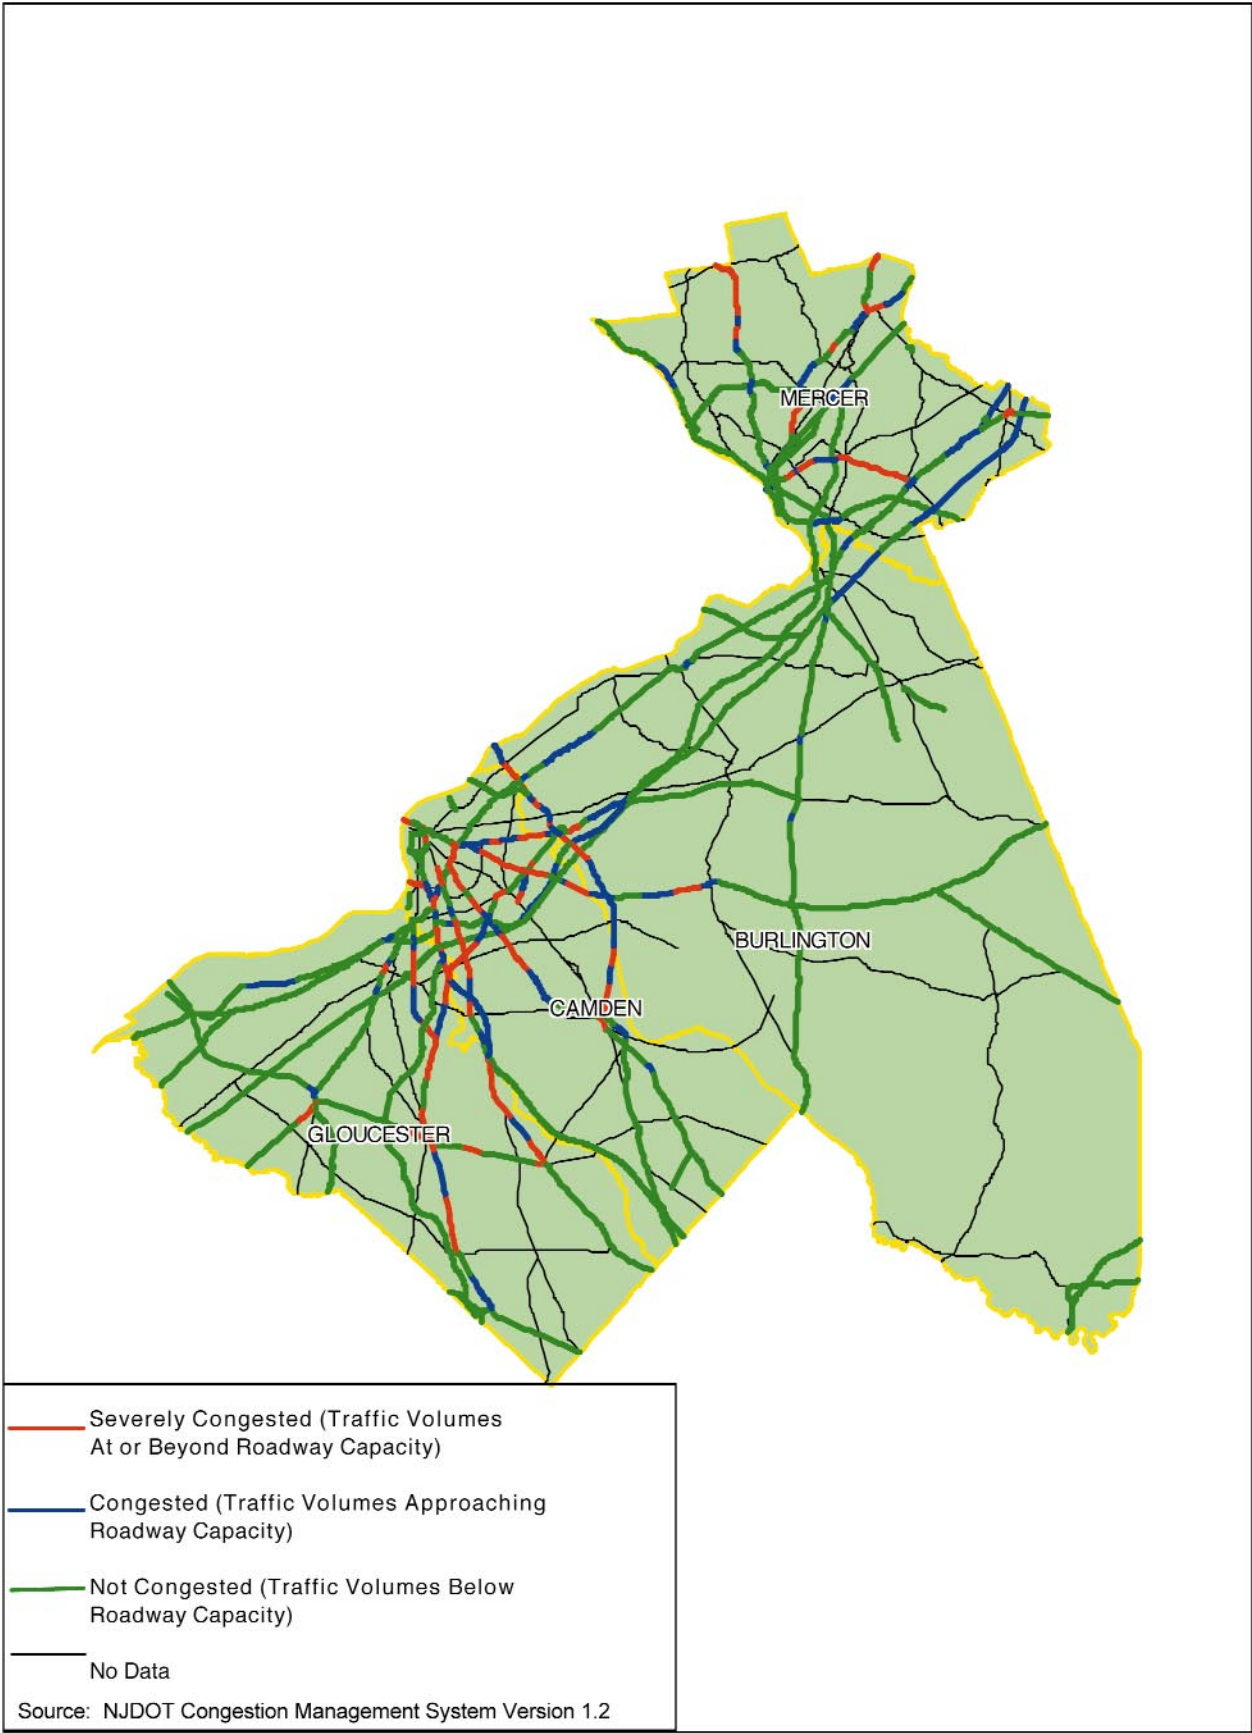 MERCER
BURLINGTON
CAMDEN
GLOUCESTER
Severely Congested (Traffic Volumes
At or Beyond Roadway Capacity)
Congested (Traffic Volumes Approaching
Roadway Capacity)
Not Congested (Traffic Volumes Below
Roadway Capacity)
No Data
Source: NJDOT Congestion Management System Version 1.2